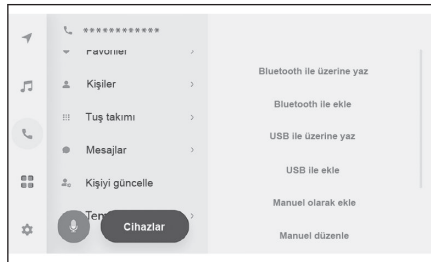 ************
Favoriler
Kişiler
Tuş takımı
Mesajlar
Kişiyi güncelle
Cihazlar
Bluetooth ile üzerine yaz
Bluetooth ile ekle
USB ile üzerine yaz
USB ile ekle
Manuel olarak ekle
Manuel düzenle